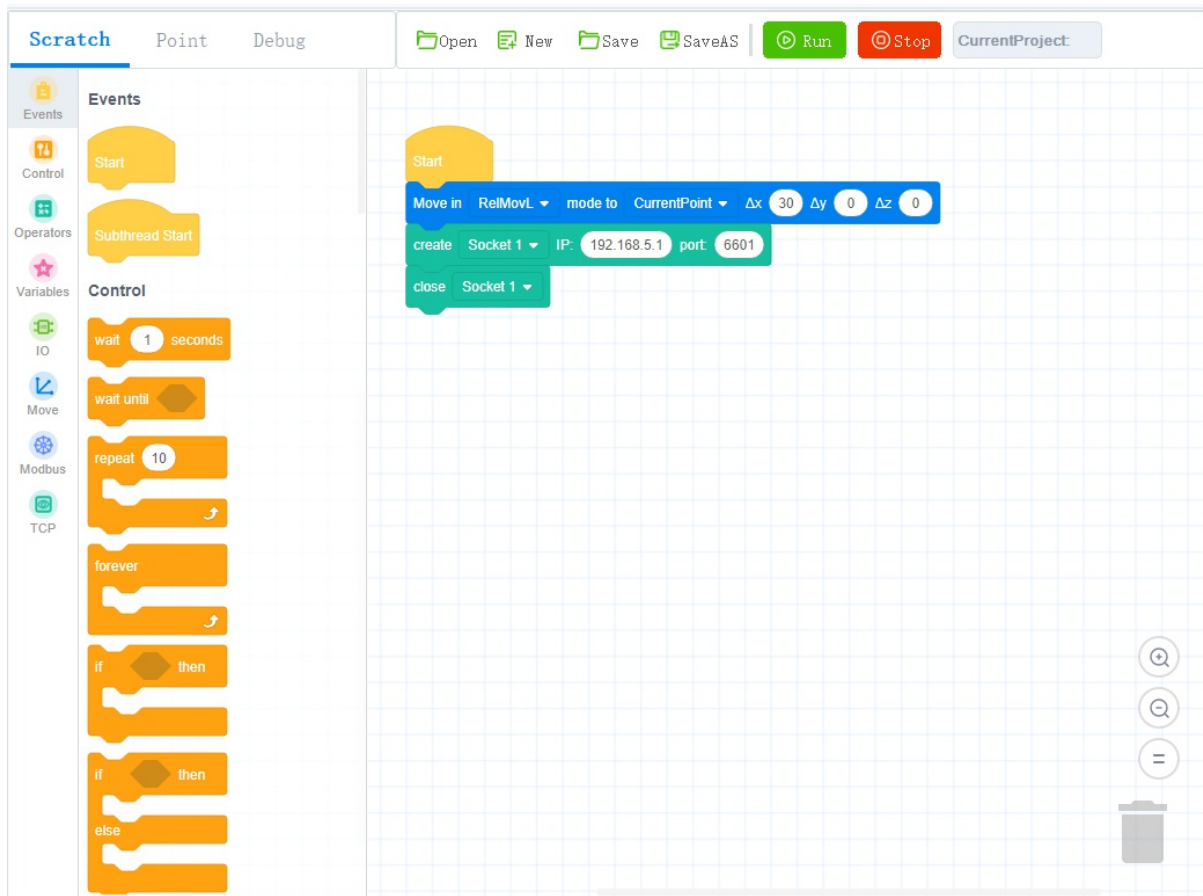 Scratch Point Debug
Open New Save SaveAS Run Stop CurrentProject:
Events
Control
Operators
Variables
IO
Move
Modbus
TCP
Events
Start
Subthread Start
Control
wait 1 seconds
wait until
repeat 10
forever
if then
if then
else
Start
Move in RelMovL mode to CurrentPoint Δx 30 Δy 0 Δz 0
create Socket 1 IP: 192.168.5.1 port: 6601
close Socket 1